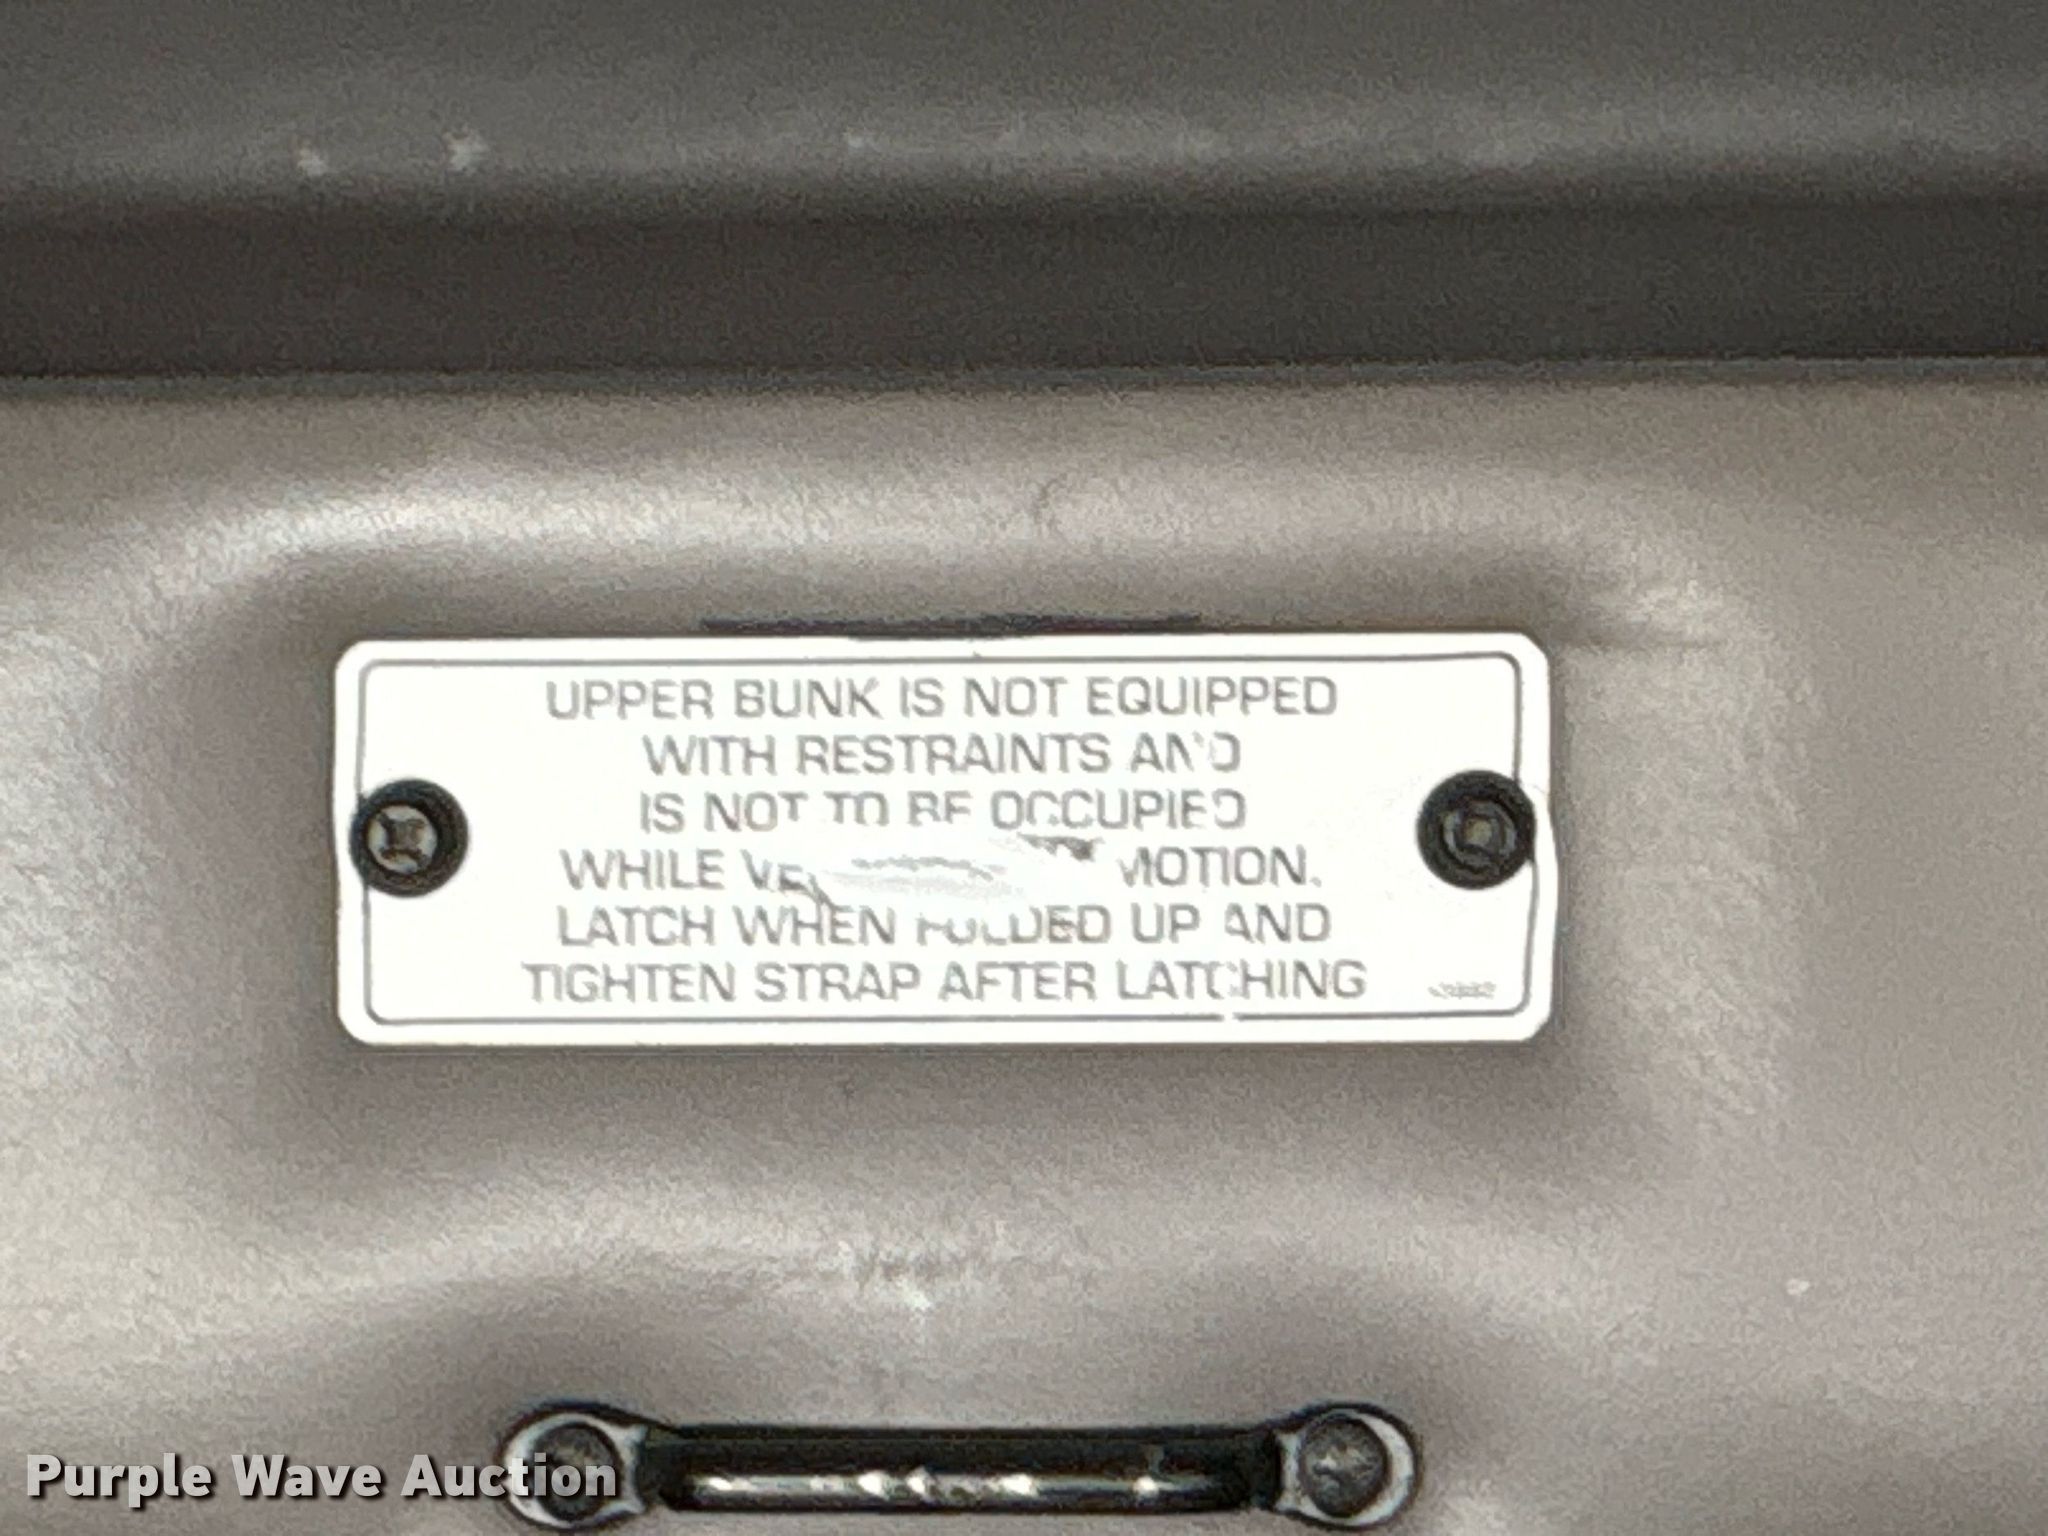 UPPER BUNK IS NOT EQUIPPED
WITH RESTRAINTS AND
IS NOT TO BE OCCUPIED
WHILE MOTION.
LATCH WHEN FOLDED UP AND
TIGHTEN STRAP AFTER LATCHING
Purple Wave Auction